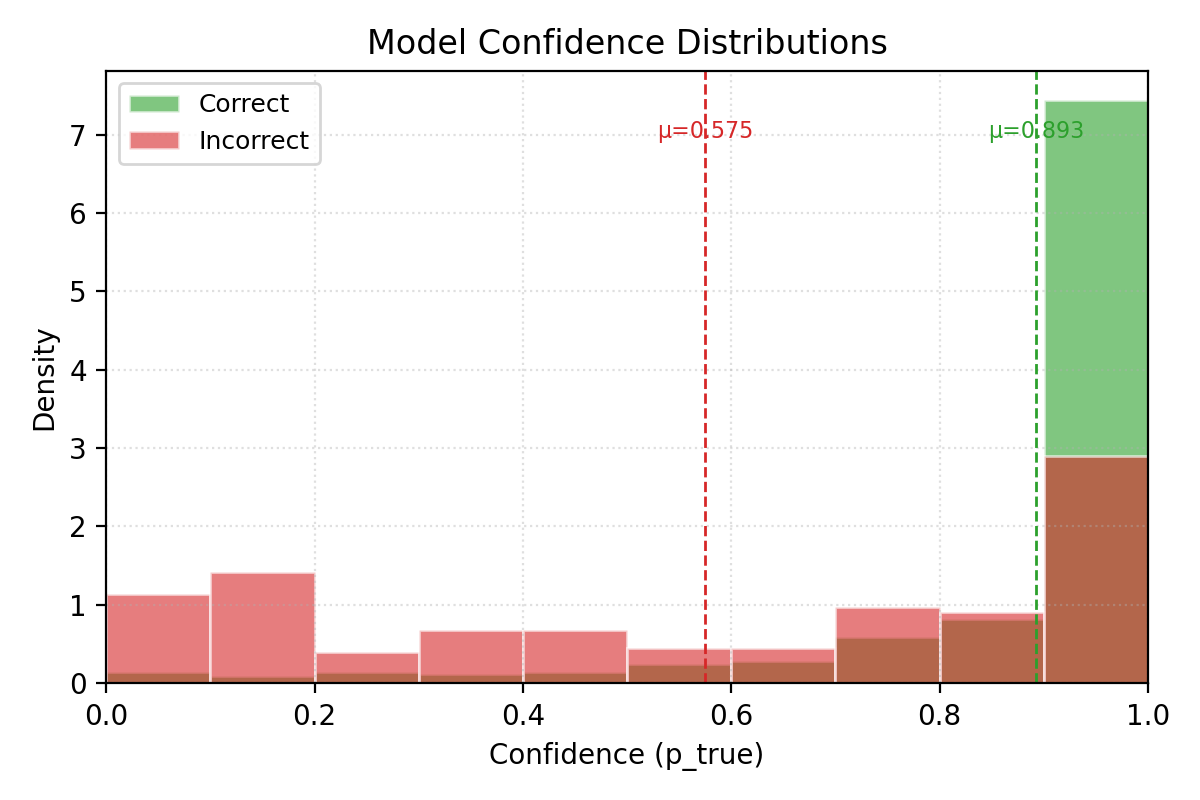 Model Confidence Distributions
Correct
Incorrect
μ=0.575
μ=0.893
Density
7
6
5
4
3
2
1
0
0.0
0.2
0.4
0.6
0.8
1.0
Confidence (p_true)